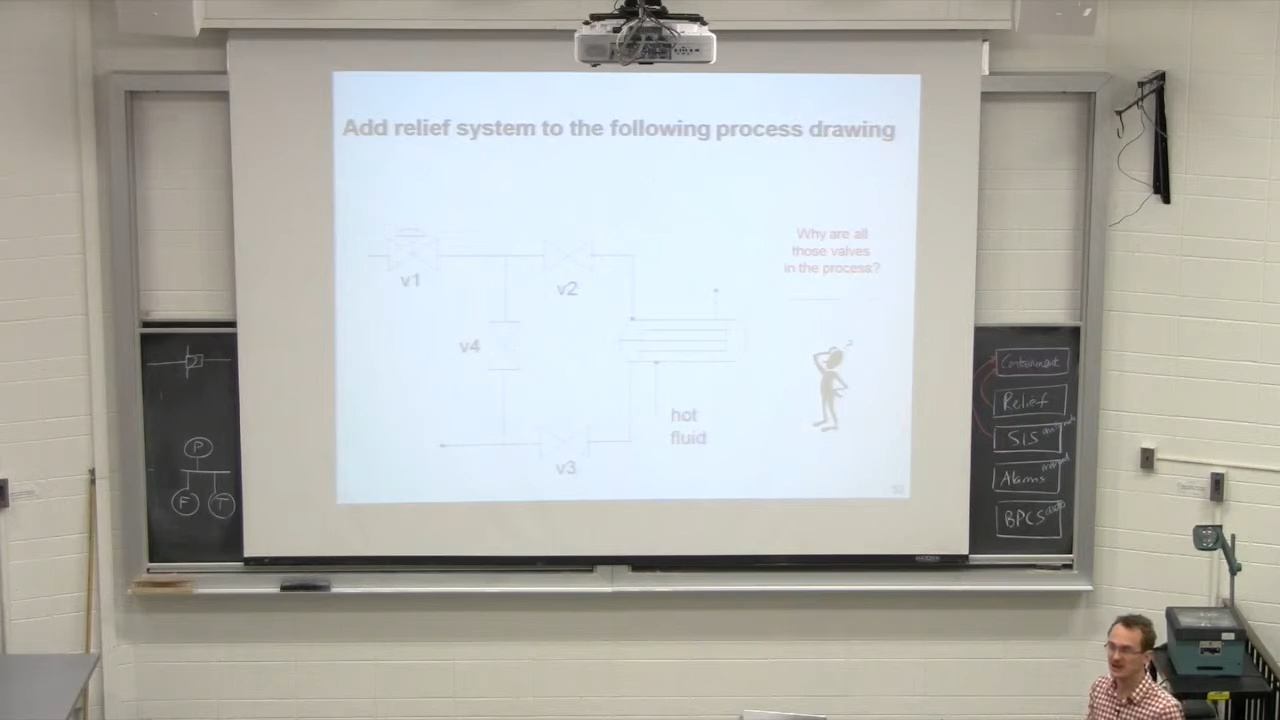 Add relief system to the following process drawing
Why are all
those valves
in the process?
v1
v2
v4
hot
fluid
v3
P
F
T
Containment
Relief
SIS
Alarms
BPCS